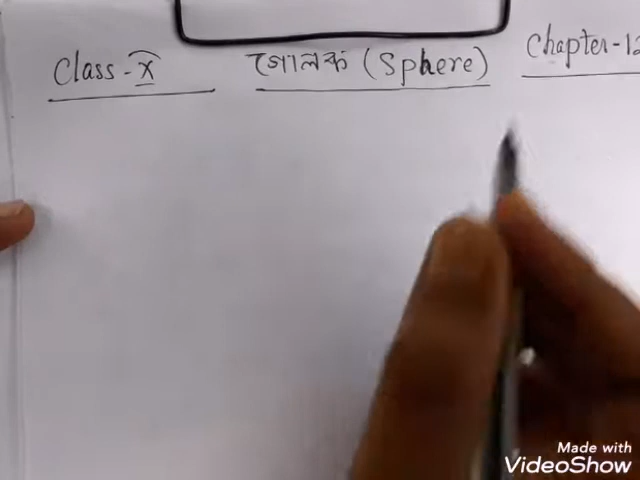 Class - X গোলক (Sphere) Chapter-12
Made with
VideoShow